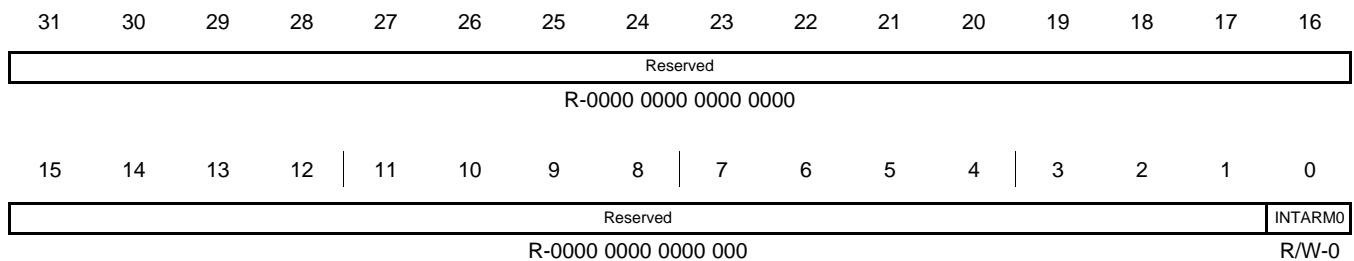 31 30 29 28 27 26 25 24 23 22 21 20 19 18 17 16
Reserved
R-0000 0000 0000 0000
15 14 13 12 11 10 9 8 7 6 5 4 3 2 1 0
Reserved INTARM0
R-0000 0000 0000 000 R/W-0